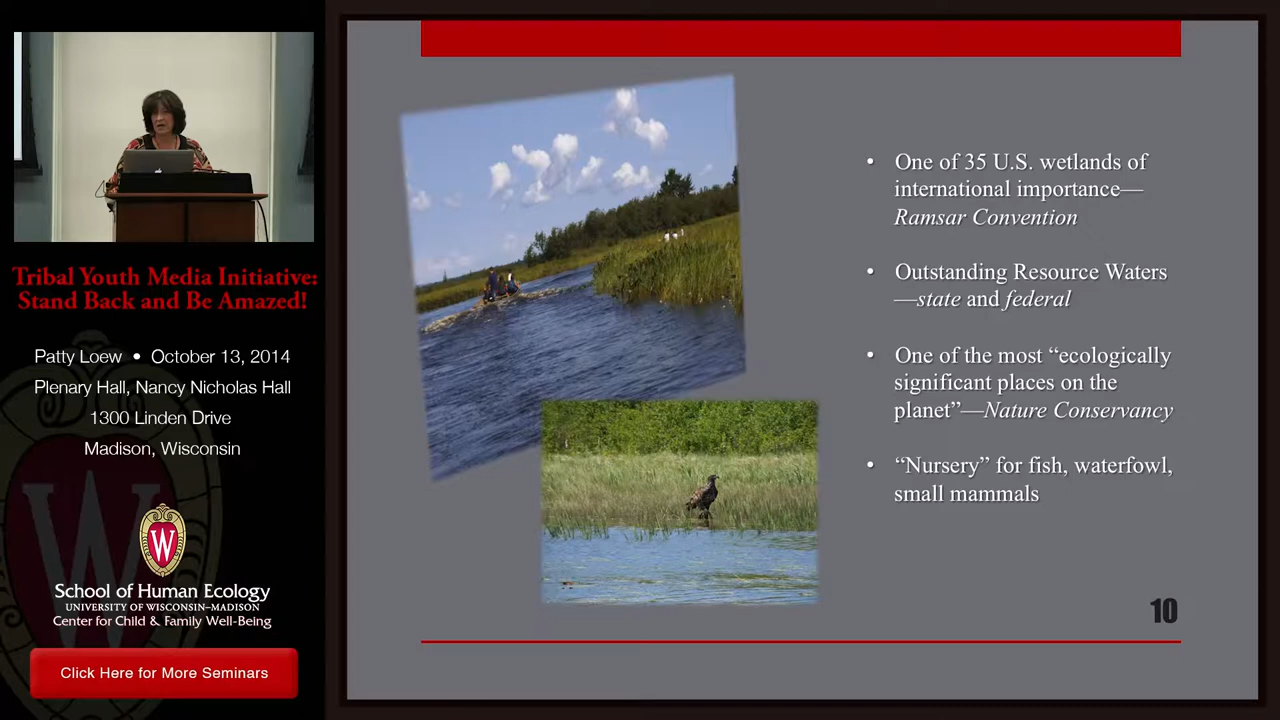 Tribal Youth Media Initiative:
Stand Back and Be Amazed!
Patty Loew • October 13, 2014
Plenary Hall, Nancy Nicholas Hall
1300 Linden Drive
Madison, Wisconsin
W
W
School of Human Ecology
UNIVERSITY OF WISCONSIN–MADISON
Center for Child & Family Well-Being
Click Here for More Seminars
• One of 35 U.S. wetlands of
international importance—
Ramsar Convention
• Outstanding Resource Waters
—state and federal
• One of the most “ecologically
significant places on the
planet”—Nature Conservancy
• “Nursery” for fish, waterfowl,
small mammals
10